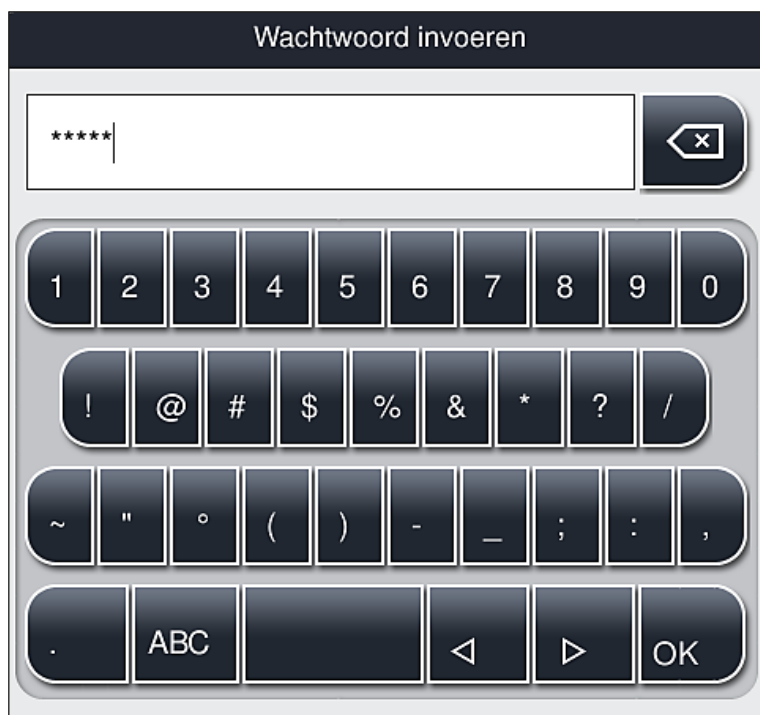 Wachtwoord invoeren
*****
1 2 3 4 5 6 7 8 9 0
! @ # $ % & * ? /
~ " ° ( ) - _ ; : ,
. ABC OK